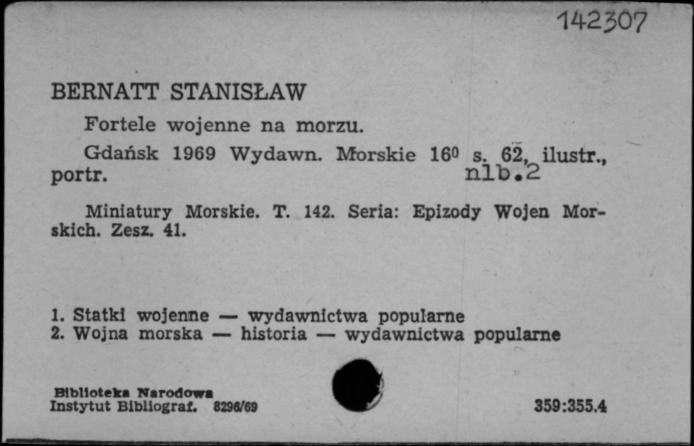 142307
BERNATT STANISŁAW
Fortele wojenne na morzu.
Gdańsk 1969 Wydawn. Morskie 16⁰ s. 62, ilustr.,
portr. nlb.2
Miniatury Morskie. T. 142. Seria: Epizody Wojen Mor-
skich. Zesz. 41.
1. Statki wojenne — wydawnictwa popularne
2. Wojna morska — historia — wydawnictwa popularne
Biblioteka Narodowa
Instytut Bibliograf. 8296/69 359:355.4